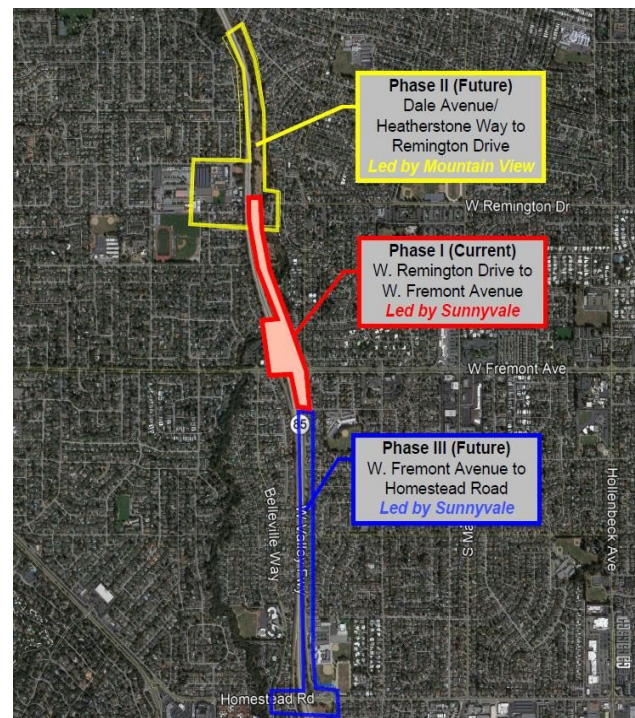 Phase II (Future)
Dale Avenue/
Heatherstone Way to
Remington Drive
Led by Mountain View
W Remington Dr
Phase I (Current)
W. Remington Drive to
W. Fremont Avenue
Led by Sunnyvale
W Fremont Ave
85
Phase III (Future)
W. Fremont Avenue to
Homestead Road
Led by Sunnyvale
Belleville Way
W Valley Fwy
Hollenbeck Ave
Homestead Rd